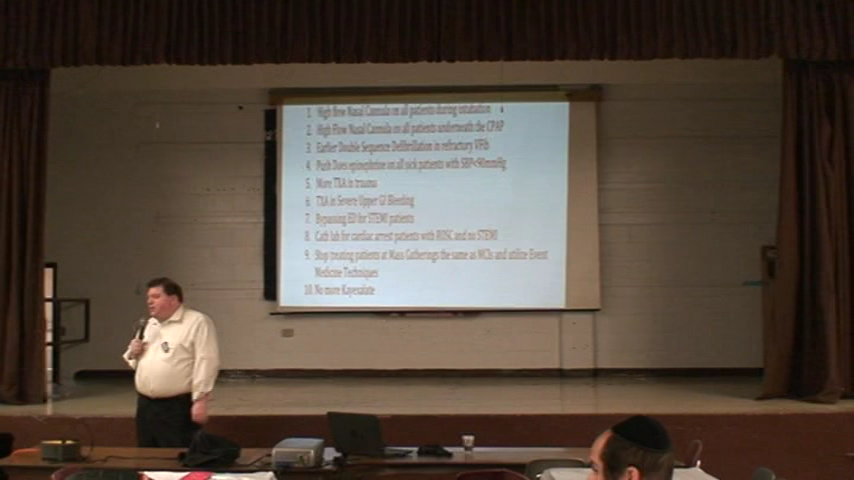 1. High flow Nasal Cannula on all patients during intubation
2. High Flow Nasal Cannula on all patients underneath the CPAP
3. Earlier Double Sequence Defibrillation in refractory VFib
4. Push Does epinephrine on all sick patients with SBP<90mmHg
5. More TXA in trauma
6. TXA in Severe Upper GI Bleeding
7. Bypassing ED for STEMI patients
8. Cath lab for cardiac arrest patients with ROSC and no STEMI
9. Stop treating patients at Mass Gatherings the same as MCIs and utilize Event
Medicine Techniques
10. No more Kayexalate